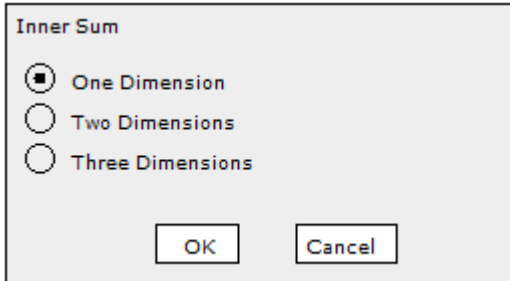 Inner Sum
One Dimension
Two Dimensions
Three Dimensions
OK Cancel